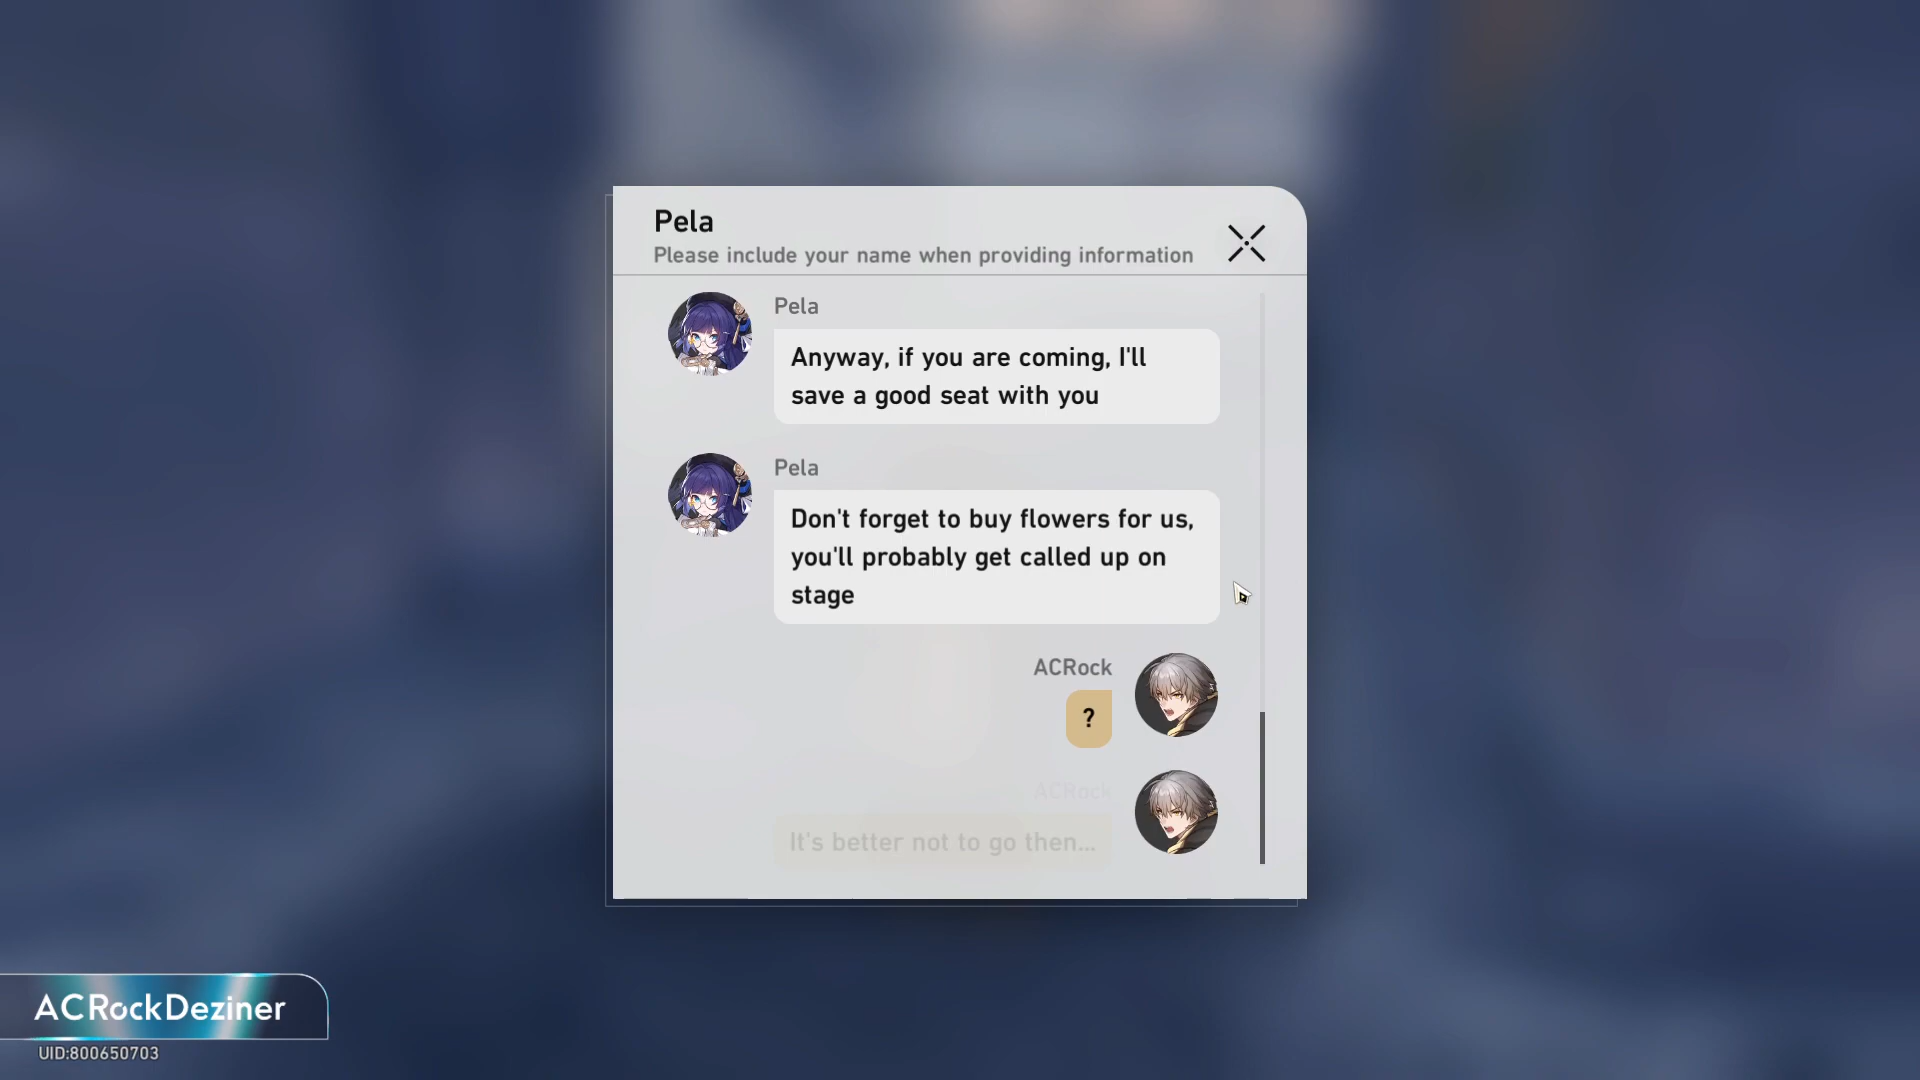 Pela
Please include your name when providing information
Pela
Anyway, if you are coming, I'll
save a good seat with you
Pela
Don't forget to buy flowers for us,
you'll probably get called up on
stage
ACRock
?
ACRock
It's better not to go then...
ACRockDeziner
UID:800650703